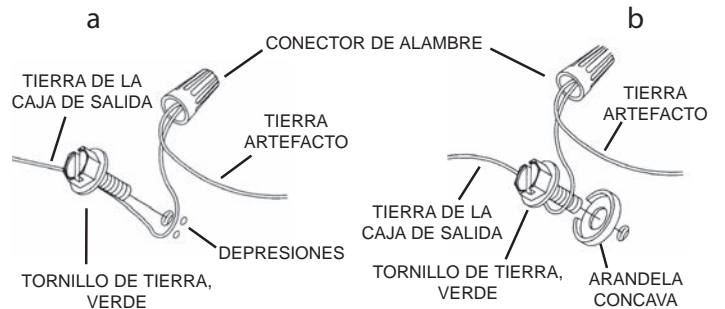 a
CONECTOR DE ALAMBRE
TIERRA DE LA
CAJA DE SALIDA
TIERRA
ARTEFACTO
DEPRESIONES
TORNILLO DE TIERRA,
VERDE
b
TIERRA
ARTEFACTO
TIERRA DE LA
CAJA DE SALIDA
TORNILLO DE TIERRA,
VERDE
ARANDELA
CONCAVA